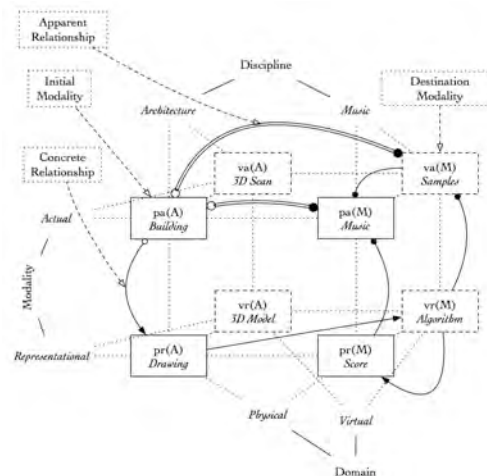 Apparent
Relationship
Discipline
Initial
Modality
Architecture
Music
Destination
Modality
Concrete
Relationship
va(A)
3D Scan
va(M)
Samples
Actual
pa(A)
Building
pa(M)
Music
Modality
vr(A)
3D Model
vr(M)
Algorithm
Representational
pr(A)
Drawing
pr(M)
Score
Physical
Virtual
Domain